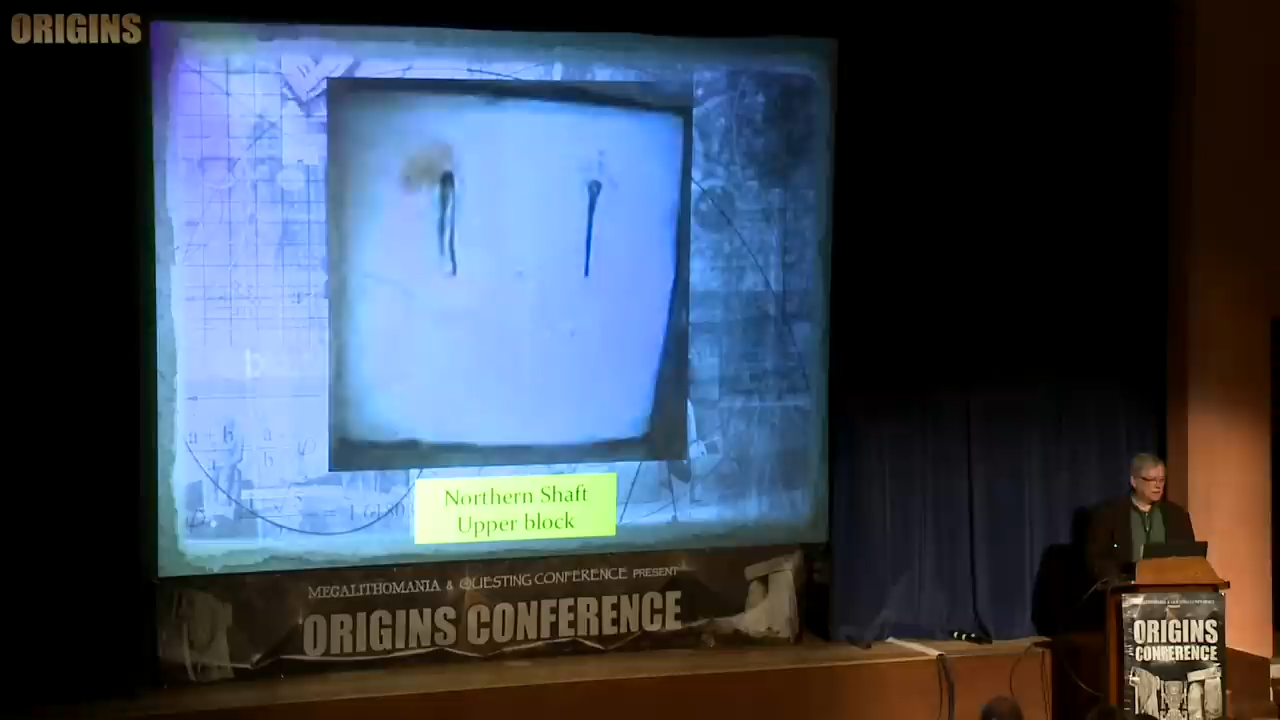 ORIGINS
Northern Shaft
Upper block
MEGALITHOMANIA & QUESTING CONFERENCE PRESENT
ORIGINS CONFERENCE
ORIGINS
CONFERENCE